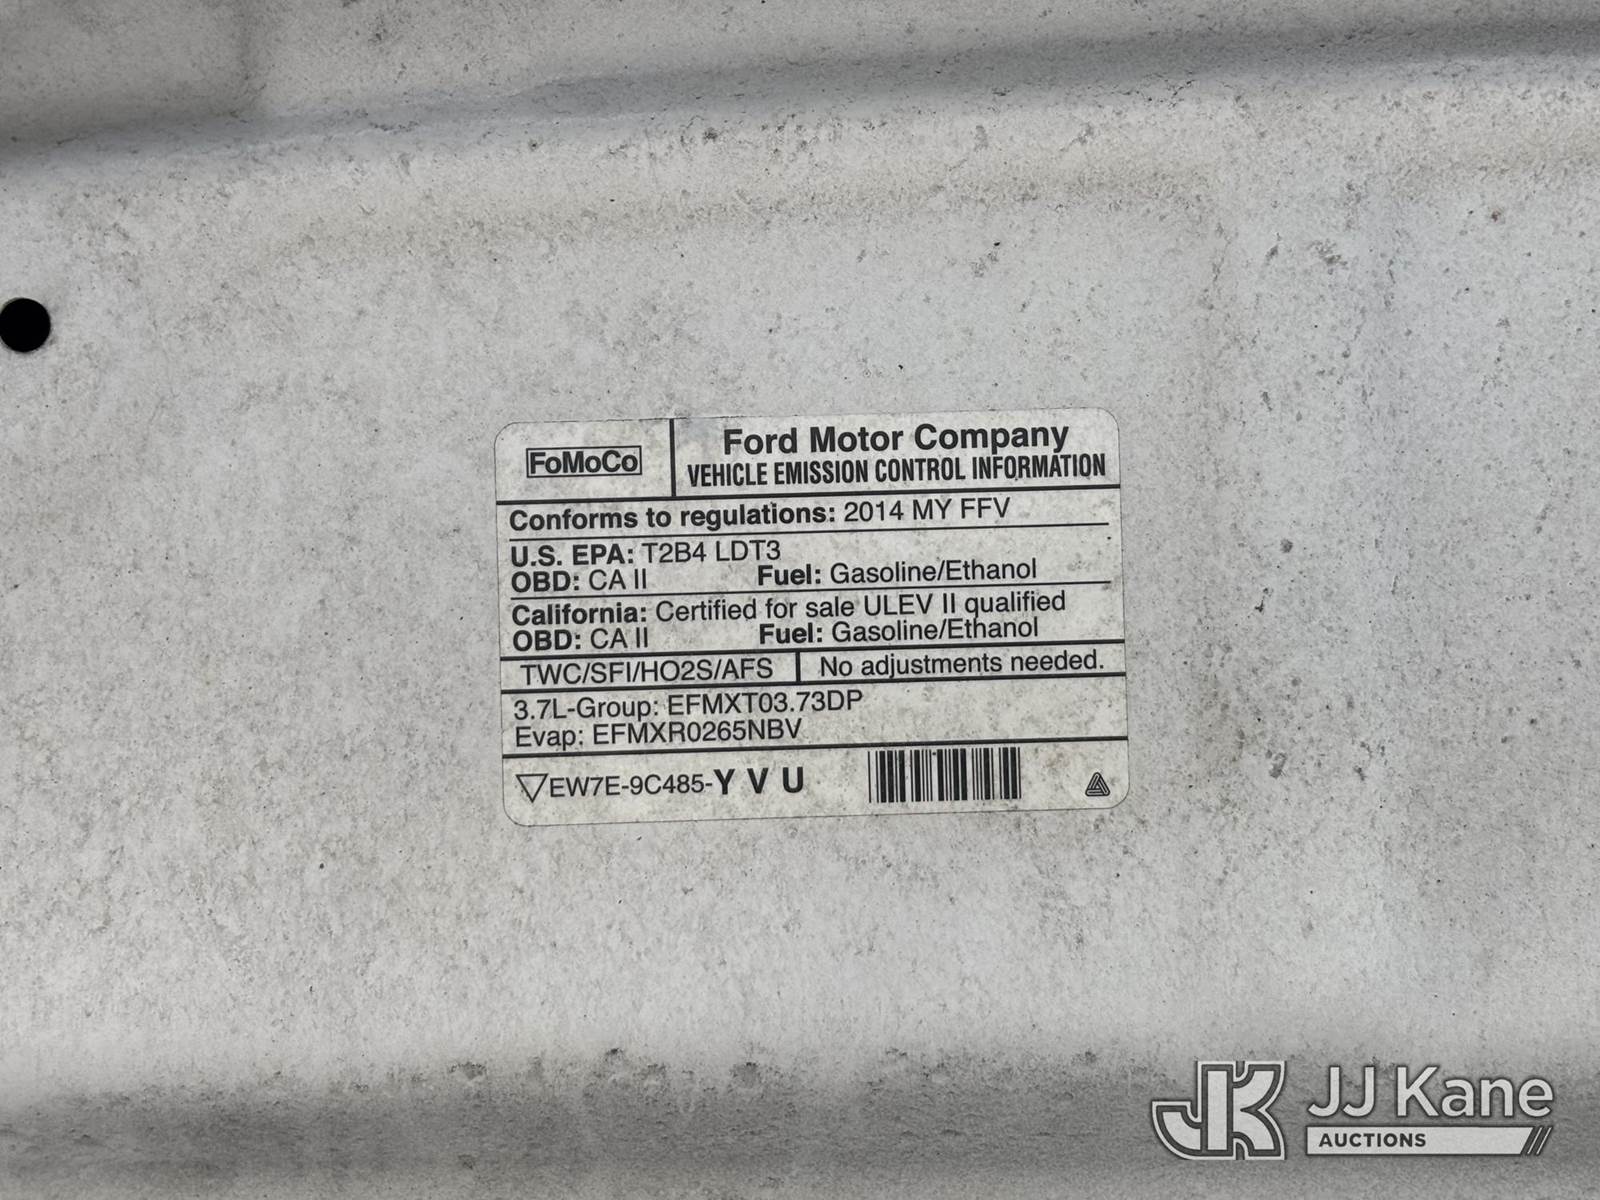 FoMoCo
Ford Motor Company
VEHICLE EMISSION CONTROL INFORMATION
Conforms to regulations: 2014 MY FFV
U.S. EPA: T2B4 LDT3
OBD: CA II Fuel: Gasoline/Ethanol
California: Certified for sale ULEV II qualified
OBD: CA II Fuel: Gasoline/Ethanol
TWC/SFI/HO2S/AFS No adjustments needed.
3.7L-Group: EFMXT03.73DP
Evap: EFMXR0265NBV
▽EW7E-9C485-Y V U
JK JJ Kane
AUCTIONS